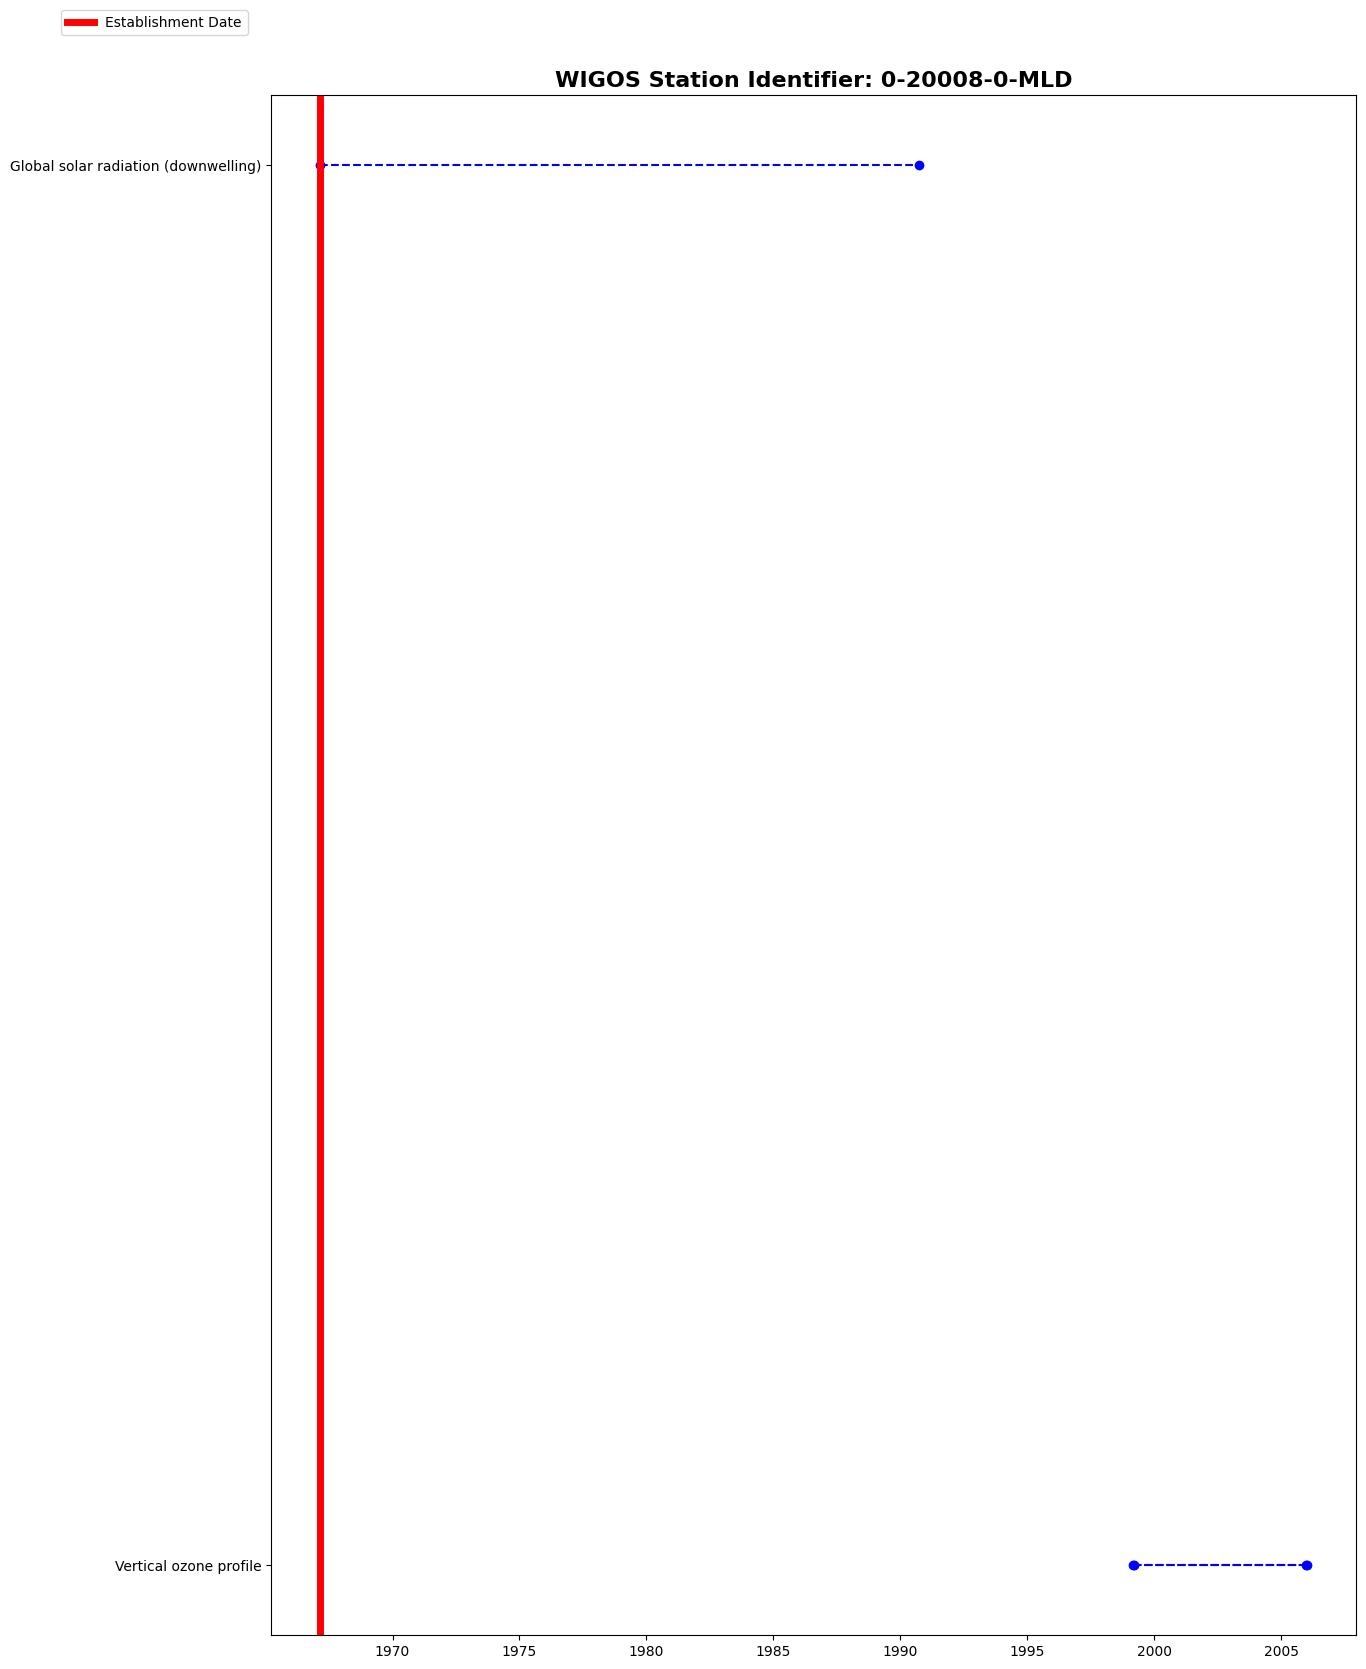 Establishment Date
WIGOS Station Identifier: 0-20008-0-MLD
Global solar radiation (downwelling)
Vertical ozone profile
1970 1975 1980 1985 1990 1995 2000 2005